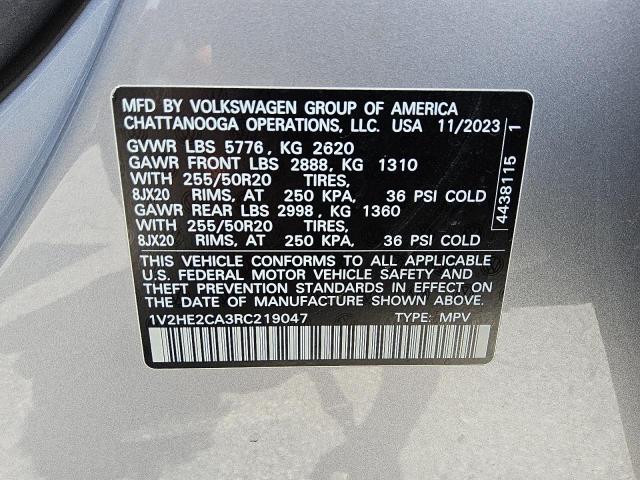 MFD BY VOLKSWAGEN GROUP OF AMERICA
CHATTANOOGA OPERATIONS, LLC. USA 11/2023
GVWR LBS 5776, KG 2620
GAWR FRONT LBS 2888, KG 1310
WITH 255/50R20 TIRES,
8JX20 RIMS, AT 250 KPA, 36 PSI COLD
GAWR REAR LBS 2998, KG 1360
WITH 255/50R20 TIRES,
8JX20 RIMS, AT 250 KPA, 36 PSI COLD
THIS VEHICLE CONFORMS TO ALL APPLICABLE
U.S. FEDERAL MOTOR VEHICLE SAFETY AND
THEFT PREVENTION STANDARDS IN EFFECT ON
THE DATE OF MANUFACTURE SHOWN ABOVE.
1V2HE2CA3RC219047 TYPE: MPV
4438115 1